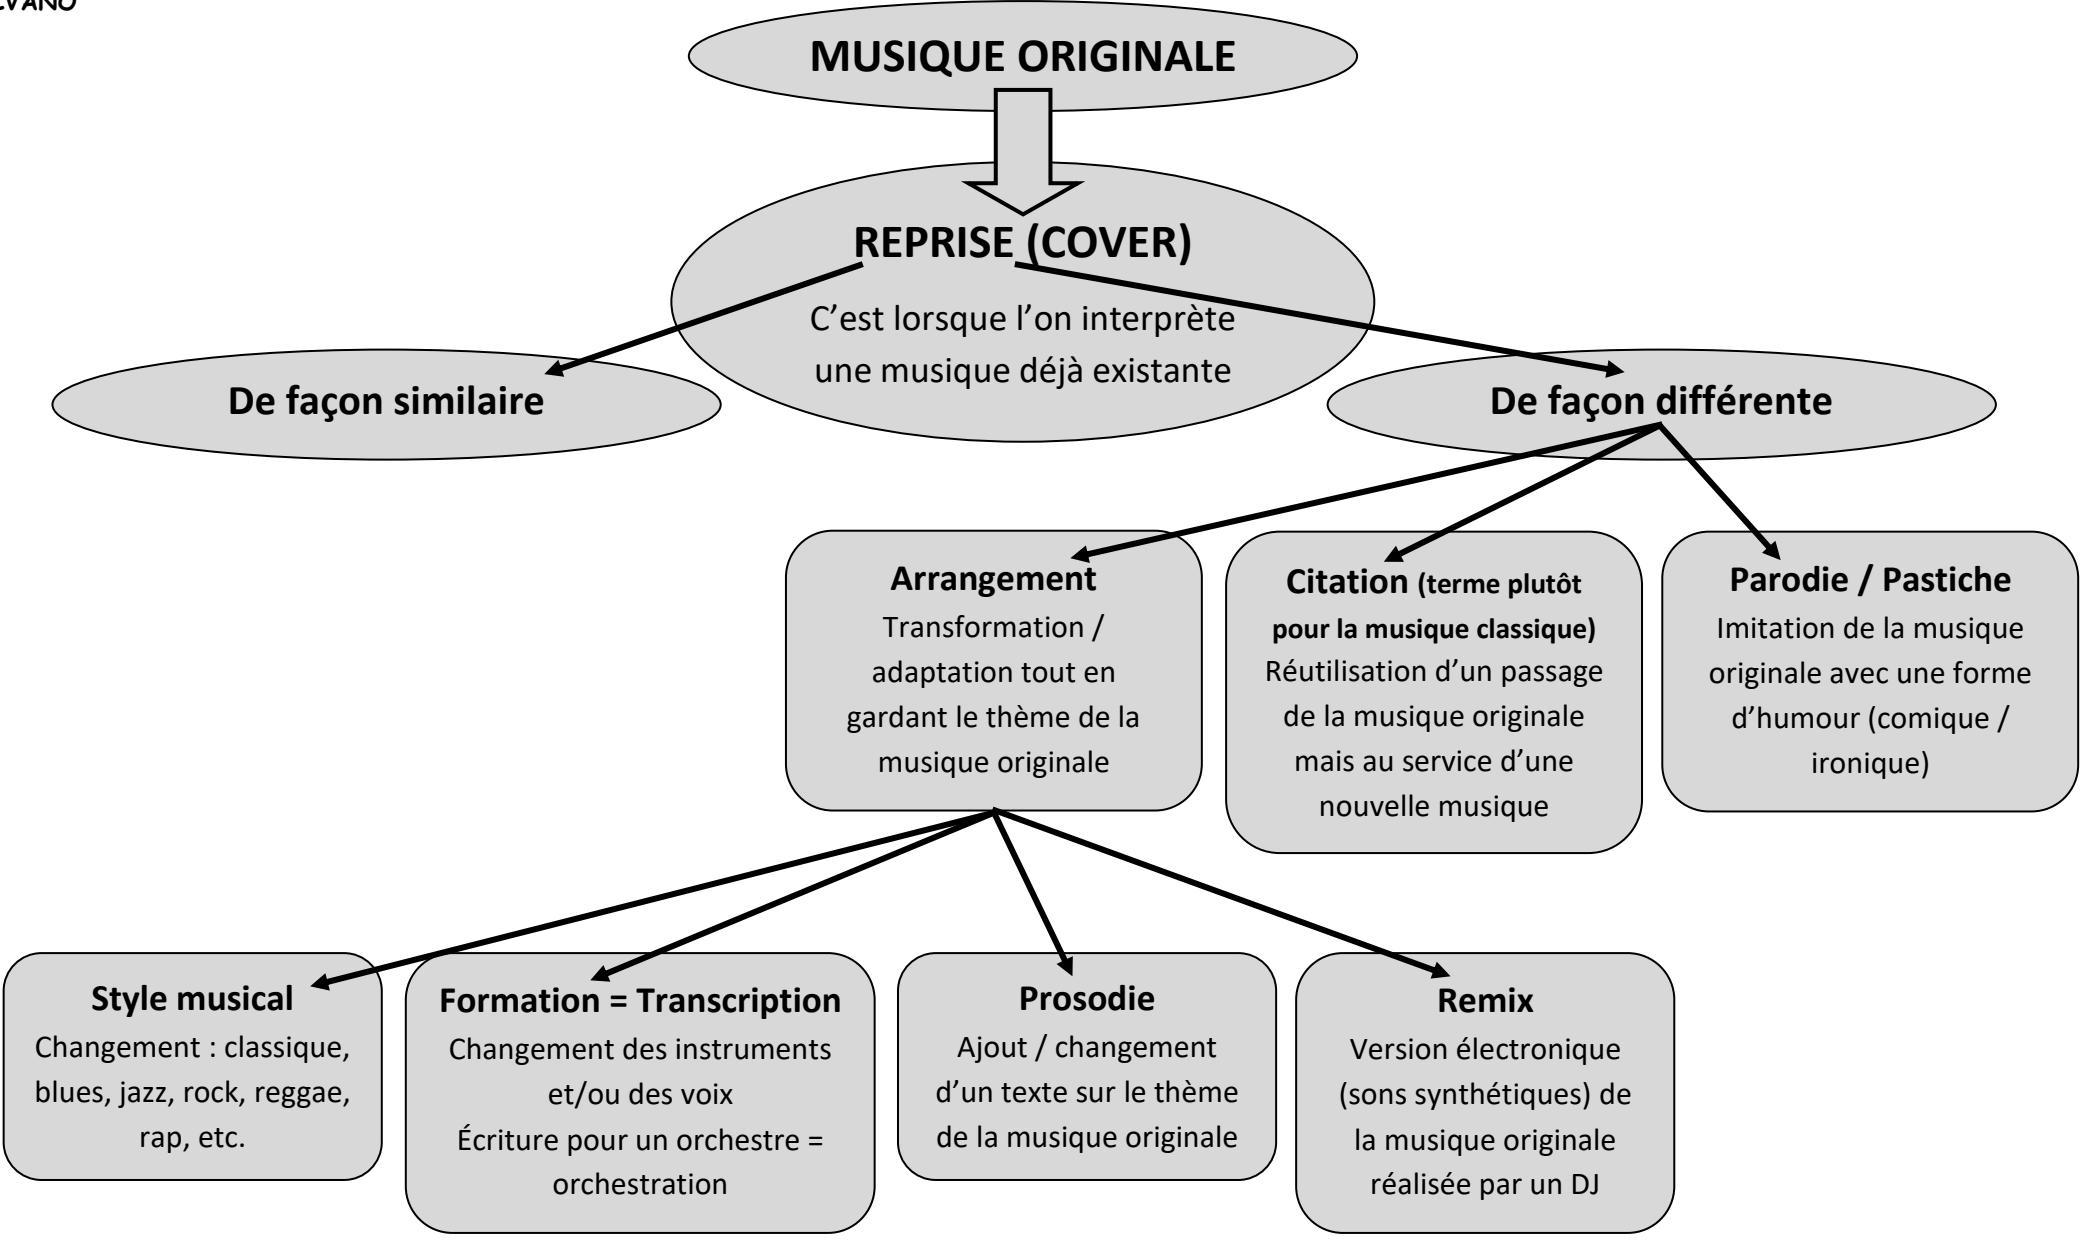 MUSIQUE ORIGINALE
REPRISE (COVER)
C’est lorsque l’on interprète
une musique déjà existante
De façon similaire
De façon différente
Arrangement
Transformation /
adaptation tout en
gardant le thème de la
musique originale
Citation (terme plutôt
pour la musique classique)
Réutilisation d’un passage
de la musique originale
mais au service d’une
nouvelle musique
Parodie / Pastiche
Imitation de la musique
originale avec une forme
d’humour (comique /
ironique)
Style musical
Changement : classique,
blues, jazz, rock, reggae,
rap, etc.
Formation = Transcription
Changement des instruments
et/ou des voix
Écriture pour un orchestre =
orchestration
Prosodie
Ajout / changement
d’un texte sur le thème
de la musique originale
Remix
Version électronique
(sons synthétiques) de
la musique originale
réalisée par un DJ